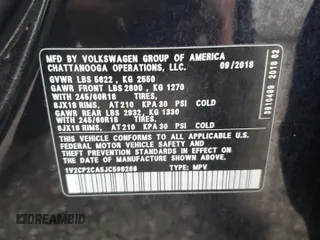 MFD BY VOLKSWAGEN GROUP OF AMERICA
CHATTANOOGA OPERATIONS, LLC. 09/2018
GVWR LBS 5622 , KG 2550
GAWR FRONT LBS 2800 , KG 1270
WITH 245/60R18 TIRES,
8JX18 RIMS, AT 210 KPA 30 PSI COLD
GAWR REAR LBS 2932, KG 1330
WITH 245/60R18 TIRES,
8JX18 RIMS, AT 210 KPA 30 PSI COLD
THIS VEHICLE CONFORMS TO ALL APPLICABLE
FEDERAL MOTOR VEHICLE SAFETY STANDARDS IN
EFFECT ON THE DATE OF MANUFACTURE SHOWN ABOVE.
1V2CP2CA5JC599268 TYPE: MPV
2018 62
DREAMBID